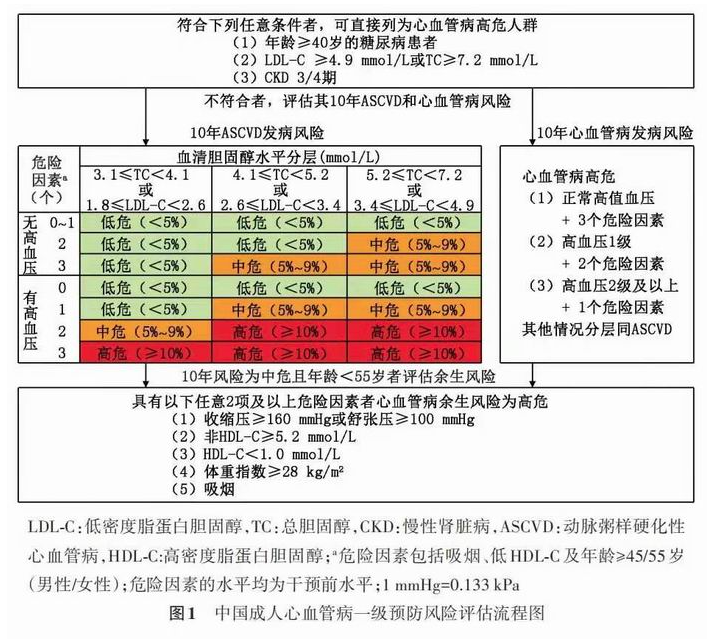 符合下列任意条件者，可直接列为心血管病高危人群
（1）年龄≥40岁的糖尿病患者
（2）LDL-C ≥4.9 mmol/L或TC≥7.2 mmol/L
（3）CKD 3/4期
不符合者，评估其10年ASCVD和心血管病风险
10年ASCVD发病风险
10年心血管病发病风险
危险因素ᵃ（个）
血清胆固醇水平分层(mmol/L)
3.1≤TC<4.1 或 1.8≤LDL-C<2.6
4.1≤TC<5.2 或 2.6≤LDL-C<3.4
5.2≤TC<7.2 或 3.4≤LDL-C<4.9
无高血压
0~1 低危（<5%） 低危（<5%） 低危（<5%）
2 低危（<5%） 低危（<5%） 中危（5%~9%）
3 低危（<5%） 中危（5%~9%） 中危（5%~9%）
有高血压
0 低危（<5%） 低危（<5%） 低危（<5%）
1 低危（<5%） 中危（5%~9%） 中危（5%~9%）
2 中危（5%~9%） 高危（≥10%） 高危（≥10%）
3 高危（≥10%） 高危（≥10%） 高危（≥10%）
心血管病高危
（1）正常高值血压
+ 3个危险因素
（2）高血压1级
+ 2个危险因素
（3）高血压2级及以上
+ 1个危险因素
其他情况分层同ASCVD
10年风险为中危且年龄<55岁者评估余生风险
具有以下任意2项及以上危险因素者心血管病余生风险为高危
（1）收缩压≥160 mmHg或舒张压≥100 mmHg
（2）非HDL-C≥5.2 mmol/L
（3）HDL-C<1.0 mmol/L
（4）体重指数≥28 kg/m²
（5）吸烟
LDL-C：低密度脂蛋白胆固醇，TC：总胆固醇，CKD：慢性肾脏病，ASCVD：动脉粥样硬化性
心血管病，HDL-C:高密度脂蛋白胆固醇；ᵃ危险因素包括吸烟、低HDL-C及年龄≥45/55岁
（男性/女性）；危险因素的水平均为干预前水平；1 mmHg=0.133 kPa
图1 中国成人心血管病一级预防风险评估流程图